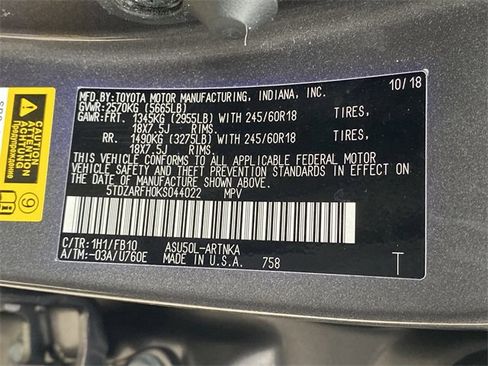 MFD.BY:TOYOTA MOTOR MANUFACTURING, INDIANA, INC. 10/18
GVWR:2570KG (5665LB)
GAWR:FRT. 1345KG (2955LB) WITH 245/60R18 TIRES,
18X7.5J RIMS.
RR. 1490KG (3275LB) WITH 245/60R18 TIRES,
18X7.5J RIMS.
THIS VEHICLE CONFORMS TO ALL APPLICABLE FEDERAL MOTOR
VEHICLE SAFETY AND THEFT PREVENTION STANDARDS IN
EFFECT ON THE DATE OF MANUFACTURE SHOWN ABOVE.
5TDZARFH0KS044022 MPV
C/TR:1H1/FB10 ASU50L-ARTNKA
A/TM:-03A/U760E MADE IN U.S.A. 758 T
Предупреждение
9